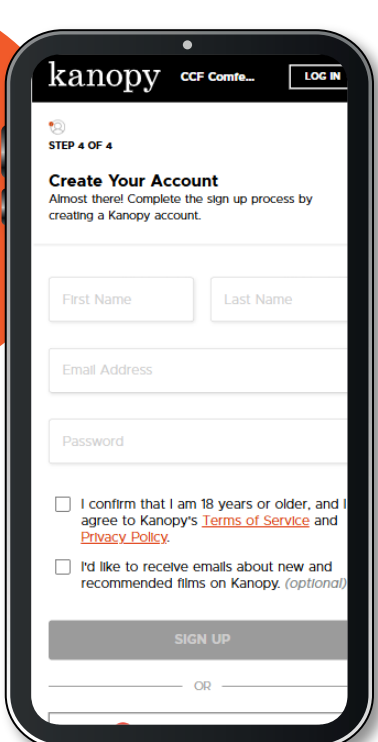 kanopy CCF Comfe... LOG IN
STEP 4 OF 4
Create Your Account
Almost there! Complete the sign up process by
creating a Kanopy account.
First Name Last Name
Email Address
Password
I confirm that I am 18 years or older, and I
agree to Kanopy's Terms of Service and
Privacy Policy.
I'd like to receive emails about new and
recommended films on Kanopy. (optional)
SIGN UP
OR